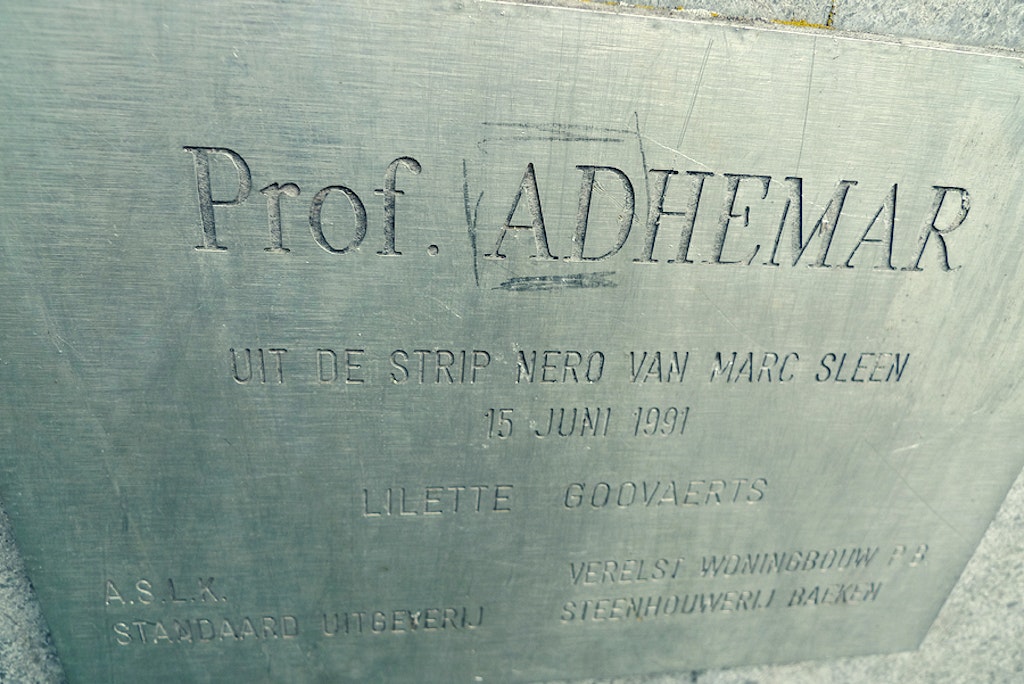 Prof. ADHEMAR
UIT DE STRIP NERO VAN MARC SLEEN
15 JUNI 1991
LILETTE GOOVAERTS
A.S.L.K.
STANDAARD UITGEVERIJ
VERELST WONINGBOUW P.B
STEENHOUWERIJ BAEKEN